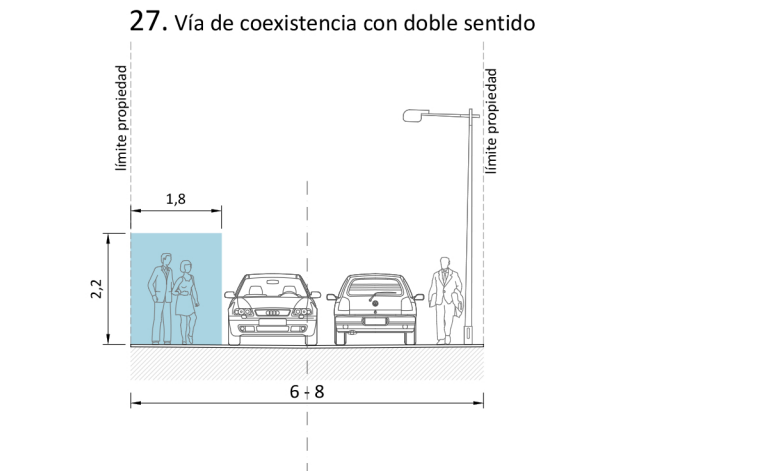 27. Vía de coexistencia con doble sentido
límite propiedad
límite propiedad
1,8
2,2
6 - 8